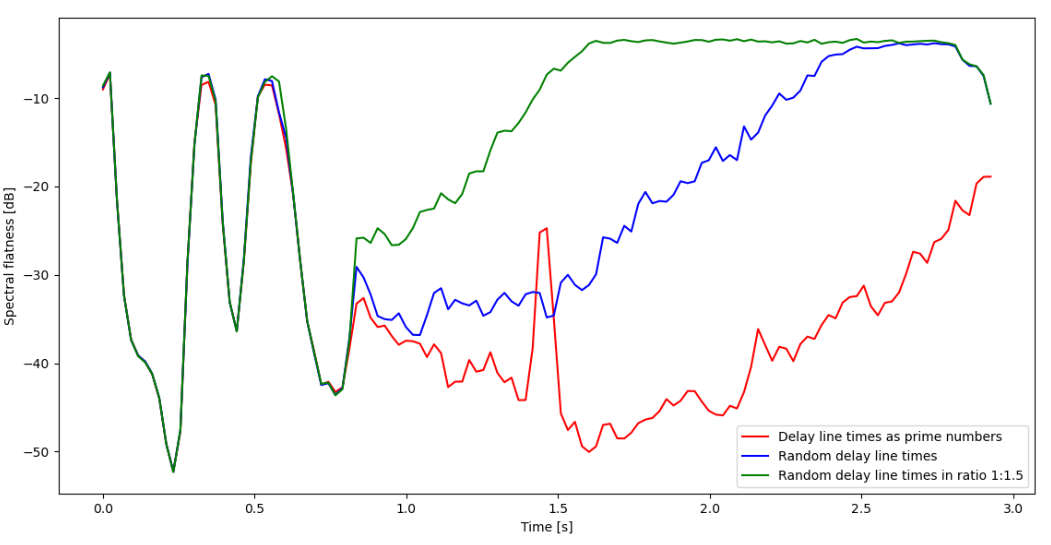 Spectral flatness [dB]
−10
−20
−30
−40
−50
0.0 0.5 1.0 1.5 2.0 2.5 3.0
Time [s]
Delay line times as prime numbers
Random delay line times
Random delay line times in ratio 1:1.5